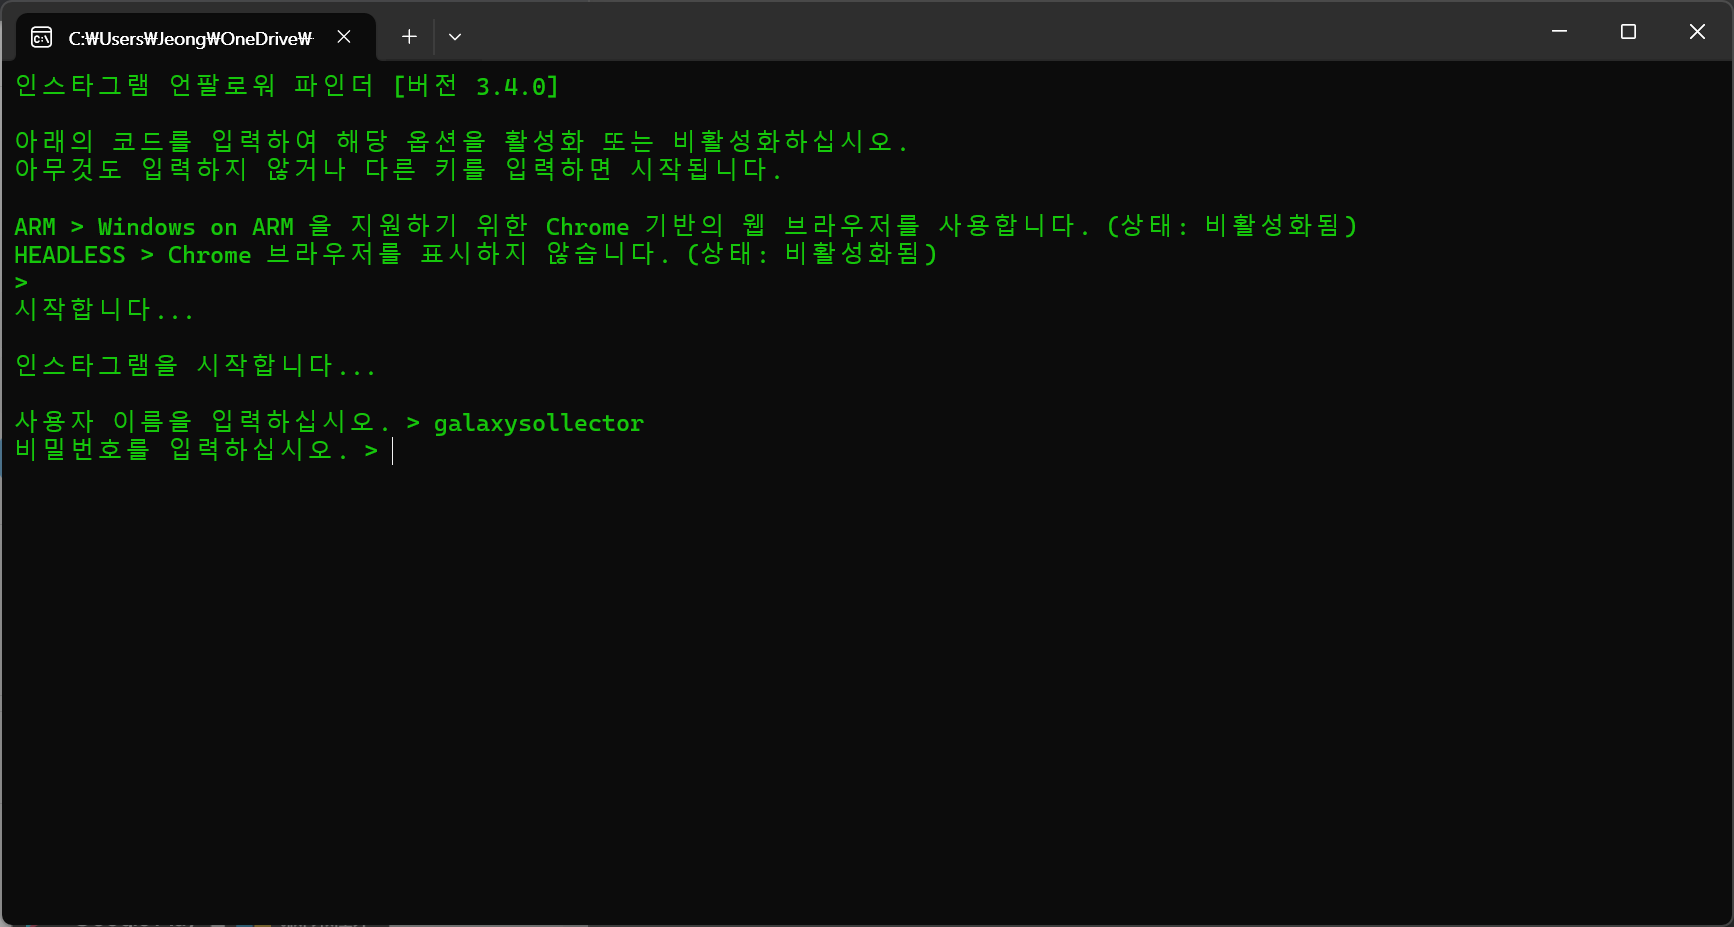 C:₩Users₩Jeong₩OneDrive₩
인스타그램 언팔로워 파인더 [버전 3.4.0]
아래의 코드를 입력하여 해당 옵션을 활성화 또는 비활성화하십시오.
아무것도 입력하지 않거나 다른 키를 입력하면 시작됩니다.
ARM > Windows on ARM 을 지원하기 위한 Chrome 기반의 웹 브라우저를 사용합니다. (상태: 비활성화됨)
HEADLESS > Chrome 브라우저를 표시하지 않습니다. (상태: 비활성화됨)
>
시작합니다...
인스타그램을 시작합니다...
사용자 이름을 입력하십시오. > galaxysollector
비밀번호를 입력하십시오. >